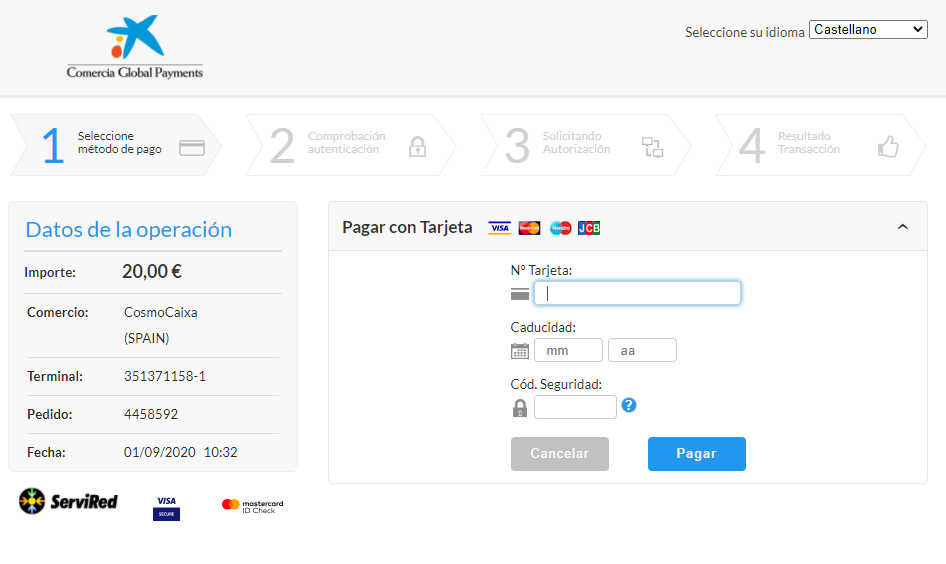 Comercia Global Payments
Seleccione su idioma Castellano
1 Seleccione
método de pago
2 Comprobación
autenticación
3 Solicitando
Autorización
4 Resultado
Transacción
Datos de la operación
Importe: 20,00 €
Comercio: CosmoCaixa
(SPAIN)
Terminal: 351371158-1
Pedido: 4458592
Fecha: 01/09/2020 10:32
ServiRed
VISA
SECURE
mastercard
ID Check
Pagar con Tarjeta VISA MasterCard Maestro JCB
Nº Tarjeta:
Caducidad:
mm aa
Cód. Seguridad:
?
Cancelar Pagar